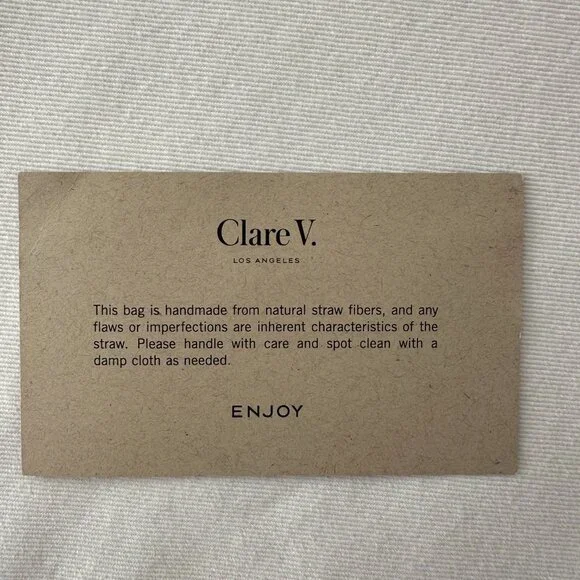 Clare V.
LOS ANGELES
This bag is handmade from natural straw fibers, and any
flaws or imperfections are inherent characteristics of the
straw. Please handle with care and spot clean with a
damp cloth as needed.
ENJOY